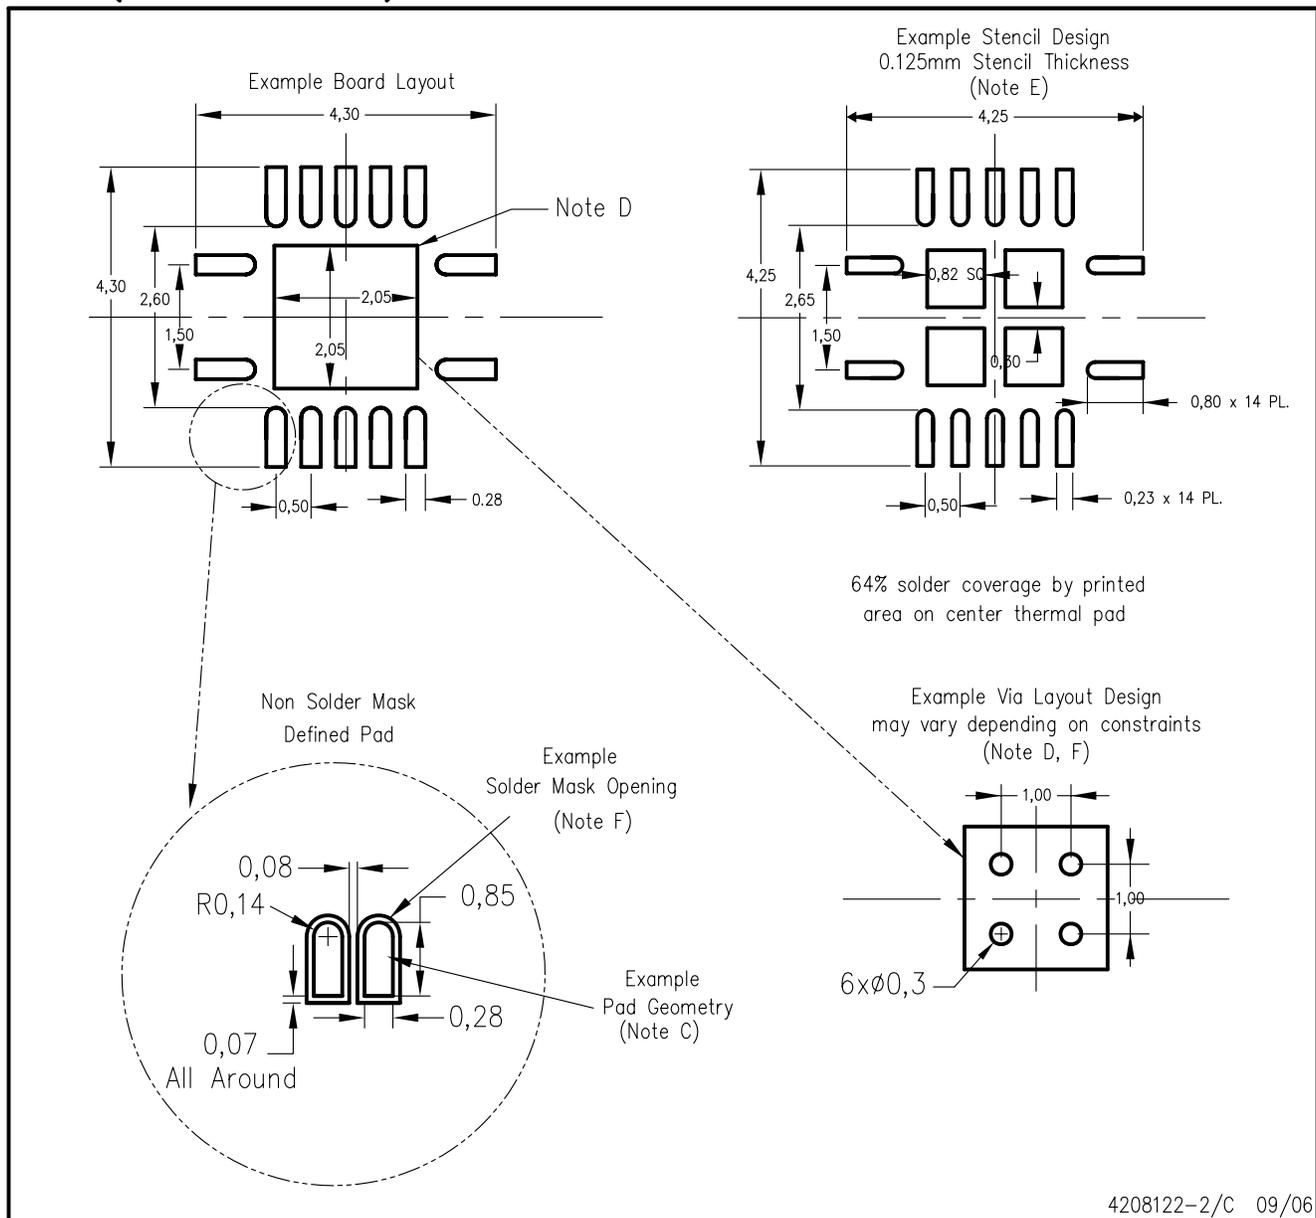 Example Board Layout
4,30
Note D
4,30
2,60
1,50
2,05
2,05
0,50
0.28
Example Stencil Design
0.125mm Stencil Thickness
(Note E)
4,25
4,25
2,65
1,50
0,82 SQ
0,30
0,80 x 14 PL.
0,50
0,23 x 14 PL.
64% solder coverage by printed
area on center thermal pad
Non Solder Mask
Defined Pad
Example
Solder Mask Opening
(Note F)
0,08
R0,14
0,85
0,28
0,07
All Around
Example
Pad Geometry
(Note C)
Example Via Layout Design
may vary depending on constraints
(Note D, F)
1,00
1,00
6xø0,3
4208122-2/C 09/06